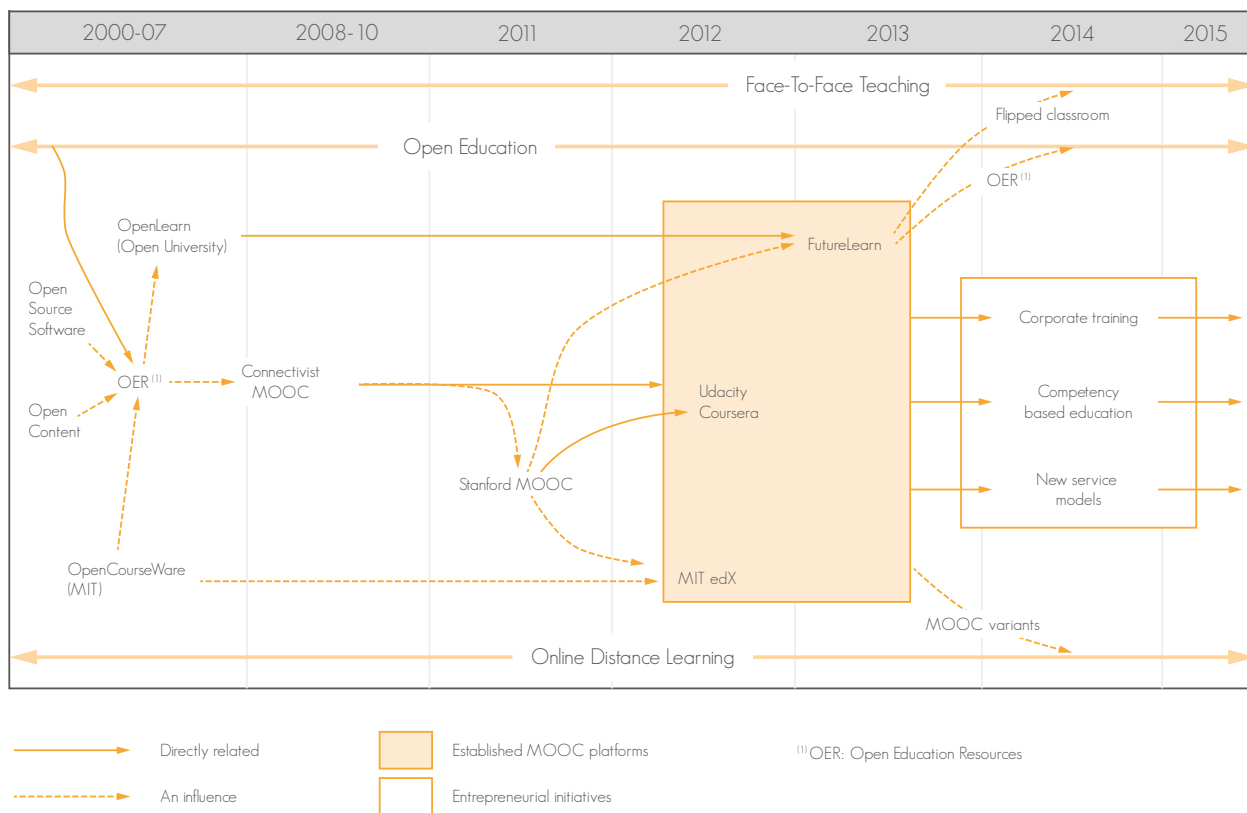 2000-07
2008-10
2011
2012
2013
2014
2015
Face-To-Face Teaching
Flipped classroom
Open Education
OER (1)
OpenLearn
(Open University)
FutureLearn
Open
Source
Software
Corporate training
OER (1)
Connectivist
MOOC
Udacity
Coursera
Competency
based education
Open
Content
Stanford MOOC
New service
models
OpenCourseWare
(MIT)
MIT edX
MOOC variants
Online Distance Learning
Directly related
Established MOOC platforms
(1) OER: Open Education Resources
An influence
Entrepreneurial initiatives